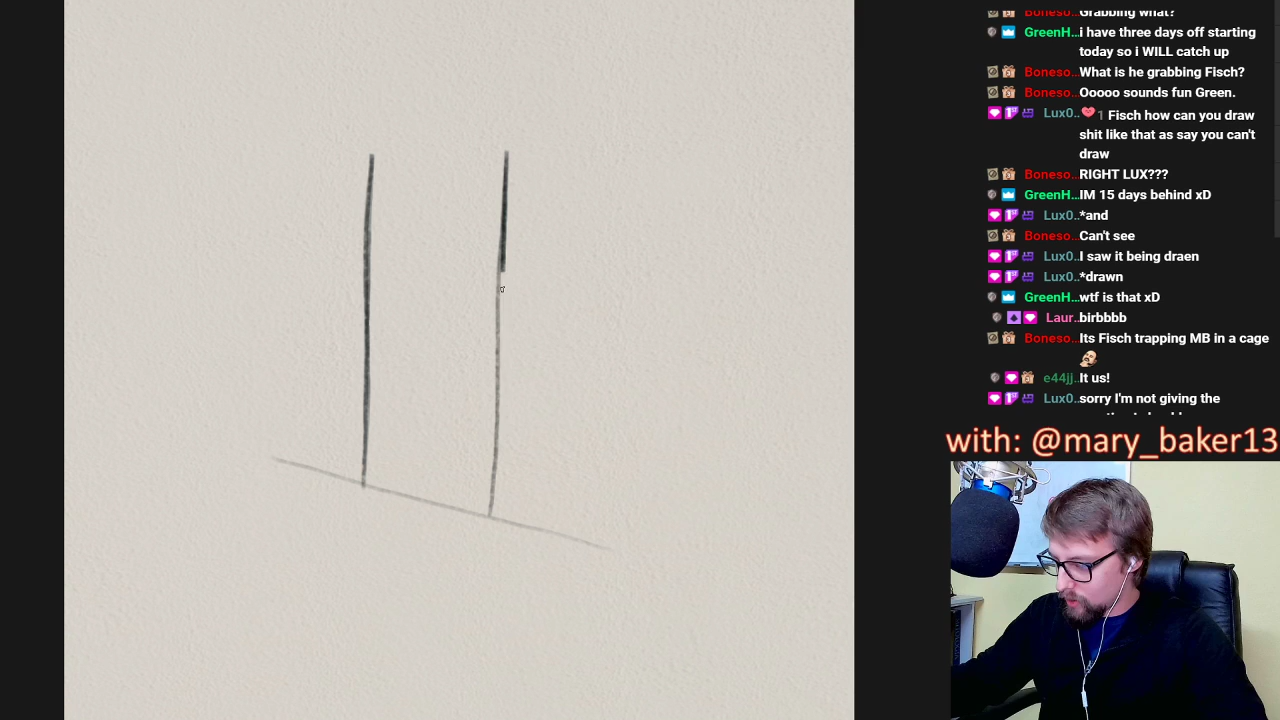 Boneso.. Grabbing what?
GreenH... i have three days off starting
today so i WILL catch up
Boneso.. What is he grabbing Fisch?
Boneso.. Ooooo sounds fun Green.
Lux0.. 1 Fisch how can you draw
shit like that as say you can't
draw
Boneso.. RIGHT LUX???
GreenH... IM 15 days behind xD
Lux0.. *and
Boneso.. Can't see
Lux0.. I saw it being draen
Lux0.. *drawn
GreenH... wtf is that xD
Laur.. birbbbb
Boneso.. Its Fisch trapping MB in a cage
e44jj.. It us!
Lux0.. sorry I'm not giving the
with: @mary_baker13